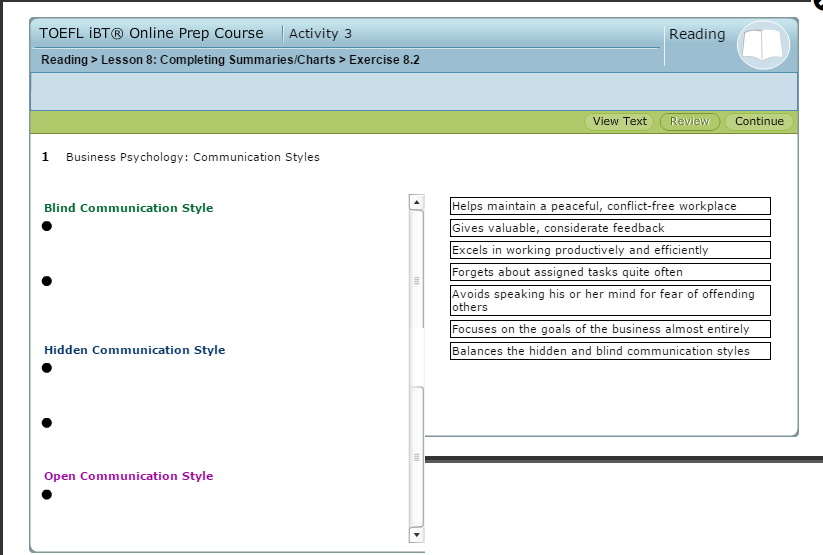 TOEFL iBT® Online Prep Course
Activity 3
Reading
Reading > Lesson 8: Completing Summaries/Charts > Exercise 8.2
View Text
Review
Continue
1 Business Psychology: Communication Styles
Blind Communication Style
Hidden Communication Style
Open Communication Style
Helps maintain a peaceful, conflict-free workplace
Gives valuable, considerate feedback
Excels in working productively and efficiently
Forgets about assigned tasks quite often
Avoids speaking his or her mind for fear of offending
others
Focuses on the goals of the business almost entirely
Balances the hidden and blind communication styles